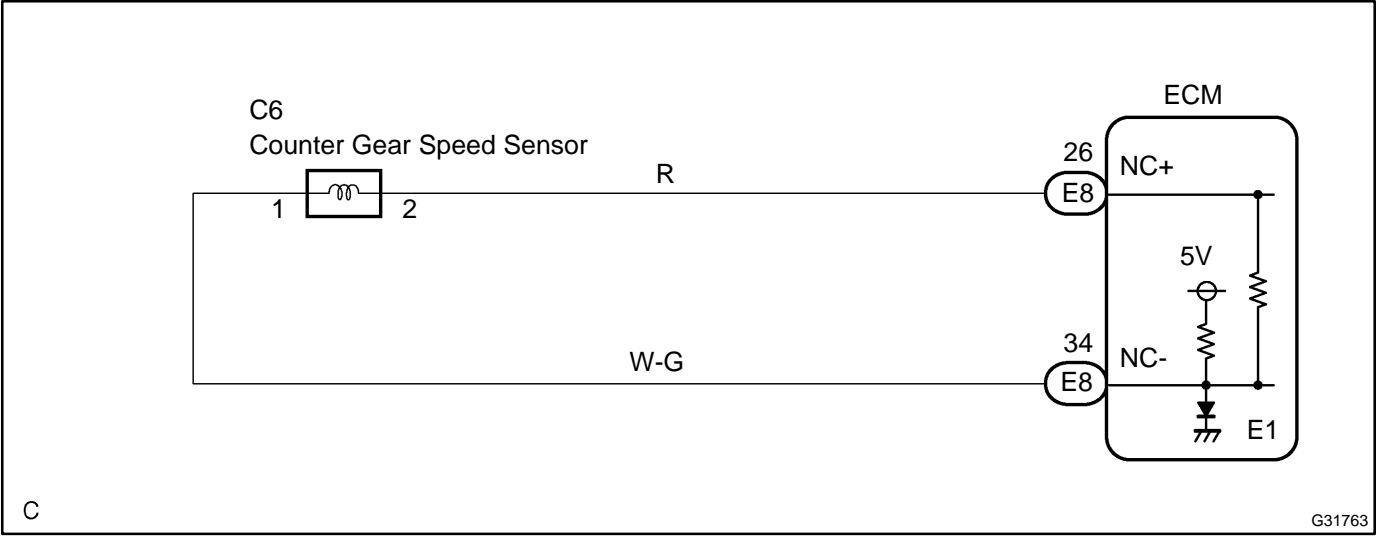 C6
Counter Gear Speed Sensor
1
2
R
W-G
ECM
26
E8
NC+
5V
34
E8
NC-
E1
C
G31763